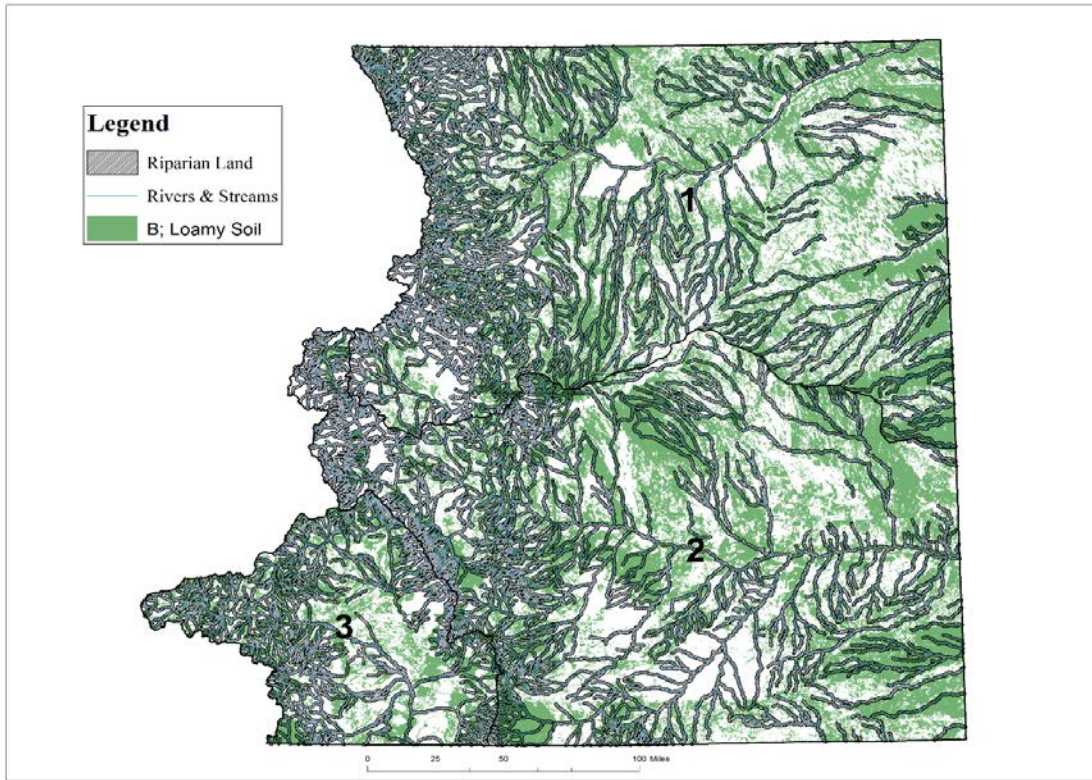 Legend
Riparian Land
Rivers & Streams
B; Loamy Soil
1
2
3
0 25 50 100 Miles